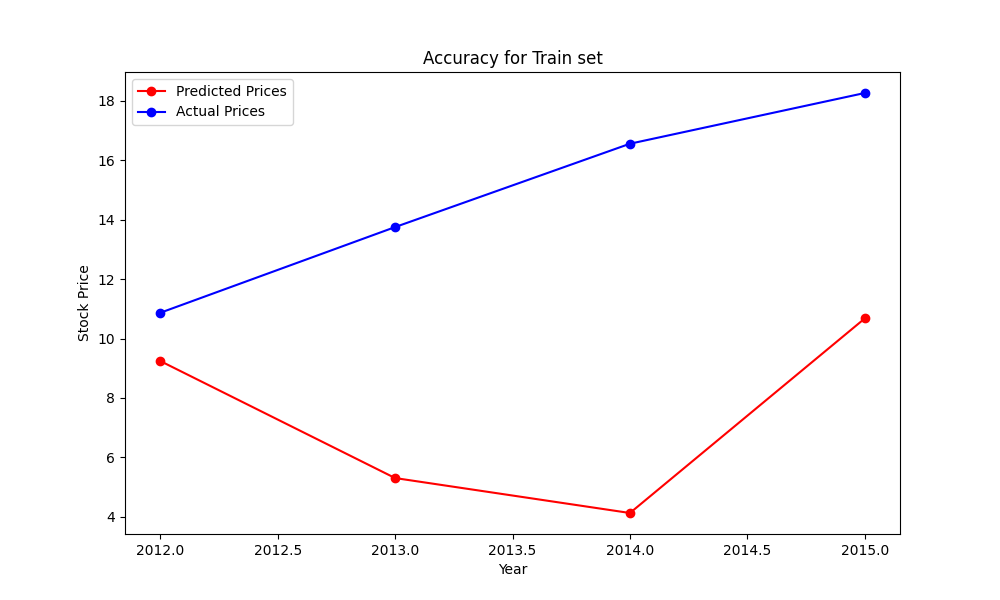 Accuracy for Train set
Predicted Prices
Actual Prices
18
16
14
12
10
8
6
4
Stock Price
2012.0 2012.5 2013.0 2013.5 2014.0 2014.5 2015.0
Year